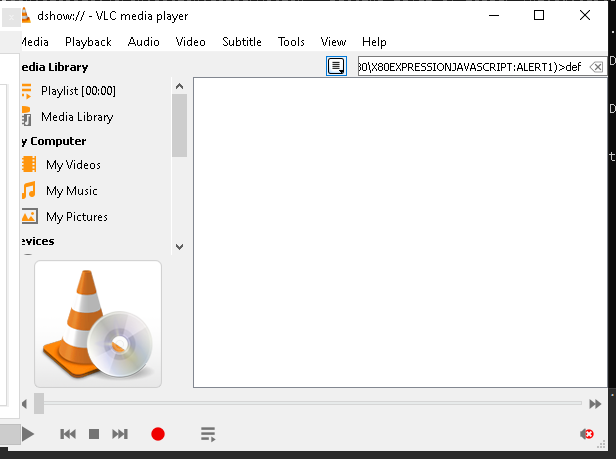 dshow:// - VLC media player
Media Playback Audio Video Subtitle Tools View Help
edia Library
30\X80EXPRESSIONJAVASCRIPT:ALERT1)>def
Playlist [00:00]
Media Library
y Computer
My Videos
My Music
My Pictures
evices